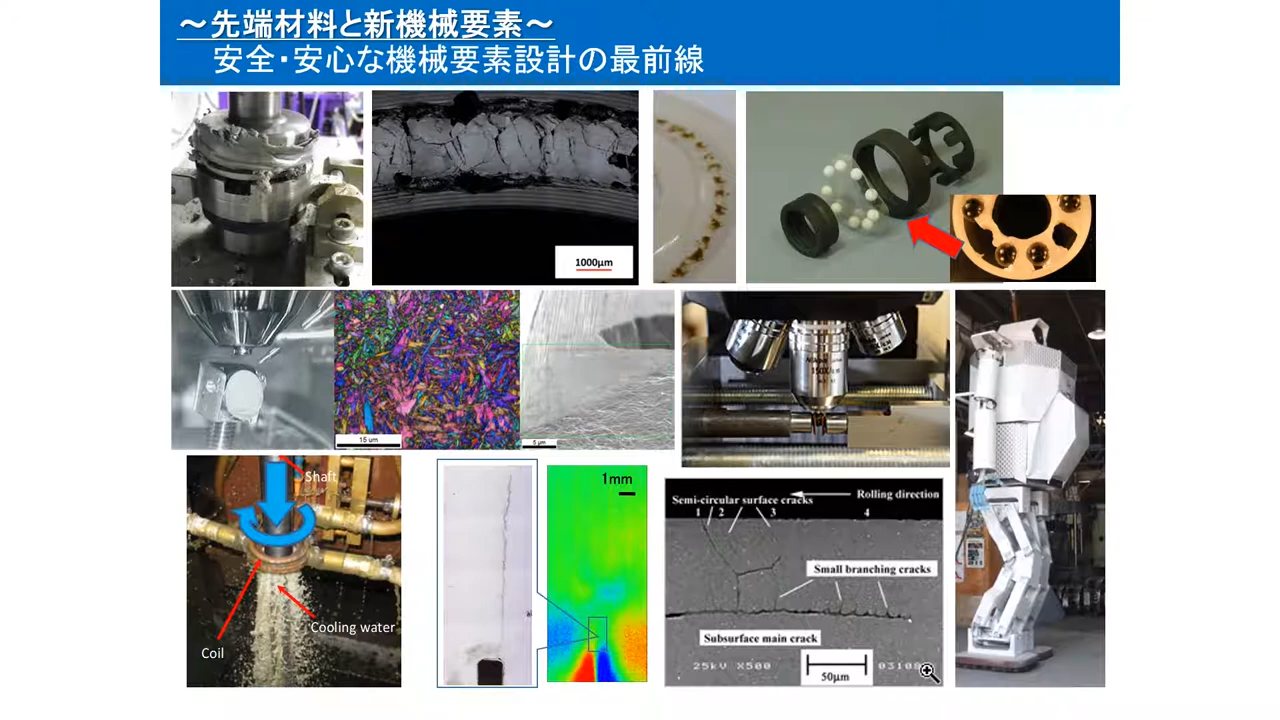 ～先端材料と新機械要素～
安全・安心な機械要素設計の最前線
1000μm
15 um
5 μm
150X/
Shaft
Cooling water
Coil
1mm
Semi-circular surface cracks
Rolling direction
1 2 3 4
Small branching cracks
Subsurface main crack
25kV X500
50μm